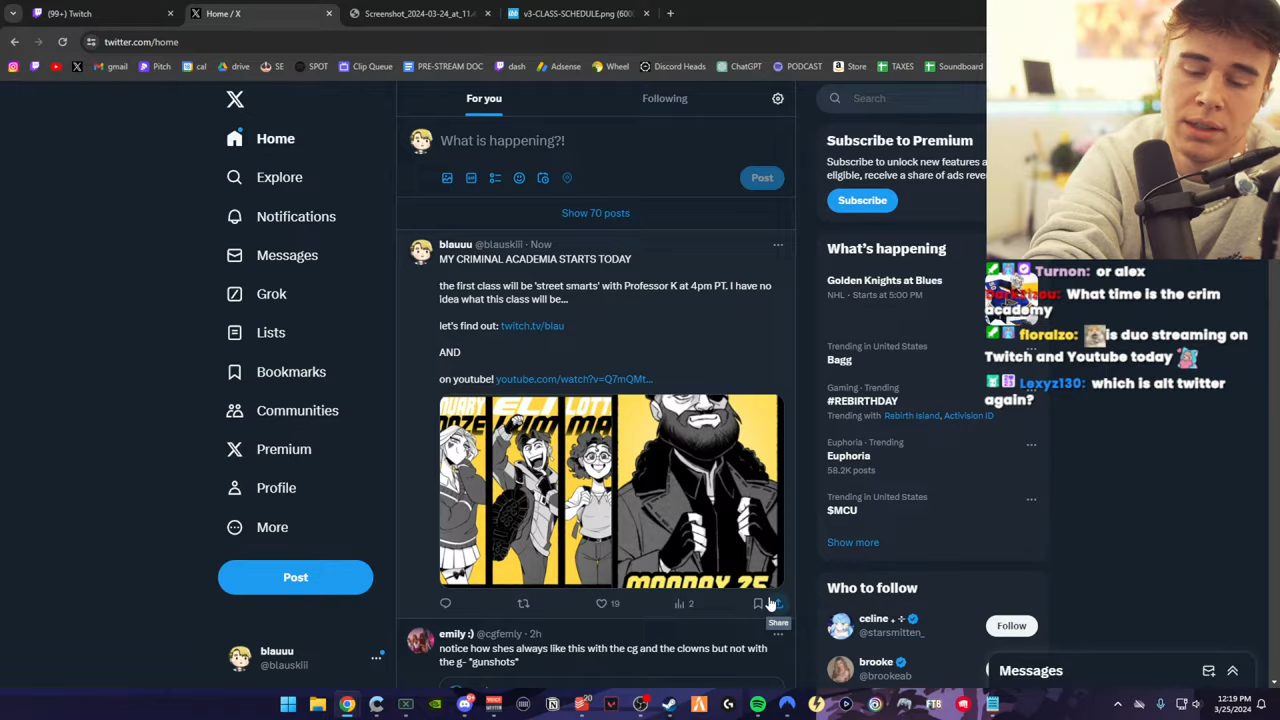 (99+) Twitch
Home / X
Screenshot_2024-03-24_at_11.4
v3-CLASS-SCHEDULE.png (600
twitter.com/home
gmail
Pitch
cal
drive
SE
SPOT
Clip Queue
PRE-STREAM DOC
dash
Adsense
Wheel
Discord Heads
ChatGPT
PODCAST
Store
TAXES
Soundboard
Home
Explore
Notifications
Messages
Grok
Lists
Bookmarks
Communities
Premium
Profile
More
Post
blauuu
@blauskiii
For you
Following
What is happening?!
Post
Show 70 posts
blauuu @blauskiii · Now
MY CRIMINAL ACADEMIA STARTS TODAY
the first class will be 'street smarts' with Professor K at 4pm PT. I have no
idea what this class will be...
let's find out: twitch.tv/blau
AND
on youtube! youtube.com/watch?v=Q7mQMt...
MONDAY 25
19
2
Share
emily :) @cgfemly · 2h
notice how shes always like this with the cg and the clowns but not with
the g- "gunshots"
Search
Subscribe to Premium
Subscribe to unlock new features a
eligible, receive a share of ads reve
Subscribe
What's happening
Golden Knights at Blues
NHL · Starts at 5:00 PM
Trending in United States
Bagg
Gaming · Trending
#REBIRTHDAY
Trending with Rebirth Island, Activision ID
Euphoria · Trending
Euphoria
58.2K posts
Trending in United States
$MCU
Show more
Who to follow
celine
@starsmitten_
Follow
brooke
@brookeab
Messages
Turnon: or alex
What time is the crim
academy
floralzo: is duo streaming on
Twitch and Youtube today
Lexyz130: which is alt twitter
again?
20
FTB
12:19 PM
3/25/2024